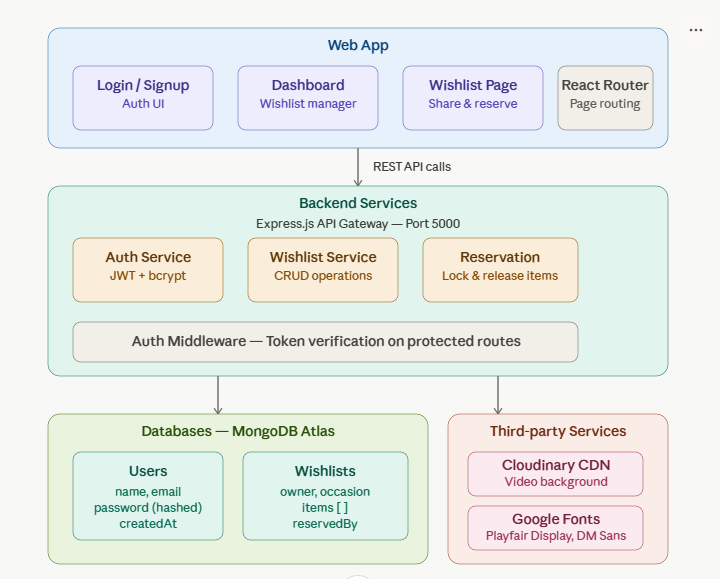 Web App
Login / Signup
Auth UI
Dashboard
Wishlist manager
Wishlist Page
Share & reserve
React Router
Page routing
REST API calls
Backend Services
Express.js API Gateway — Port 5000
Auth Service
JWT + bcrypt
Wishlist Service
CRUD operations
Reservation
Lock & release items
Auth Middleware — Token verification on protected routes
Databases — MongoDB Atlas
Users
name, email
password (hashed)
createdAt
Wishlists
owner, occasion
items [ ]
reservedBy
Third-party Services
Cloudinary CDN
Video background
Google Fonts
Playfair Display, DM Sans